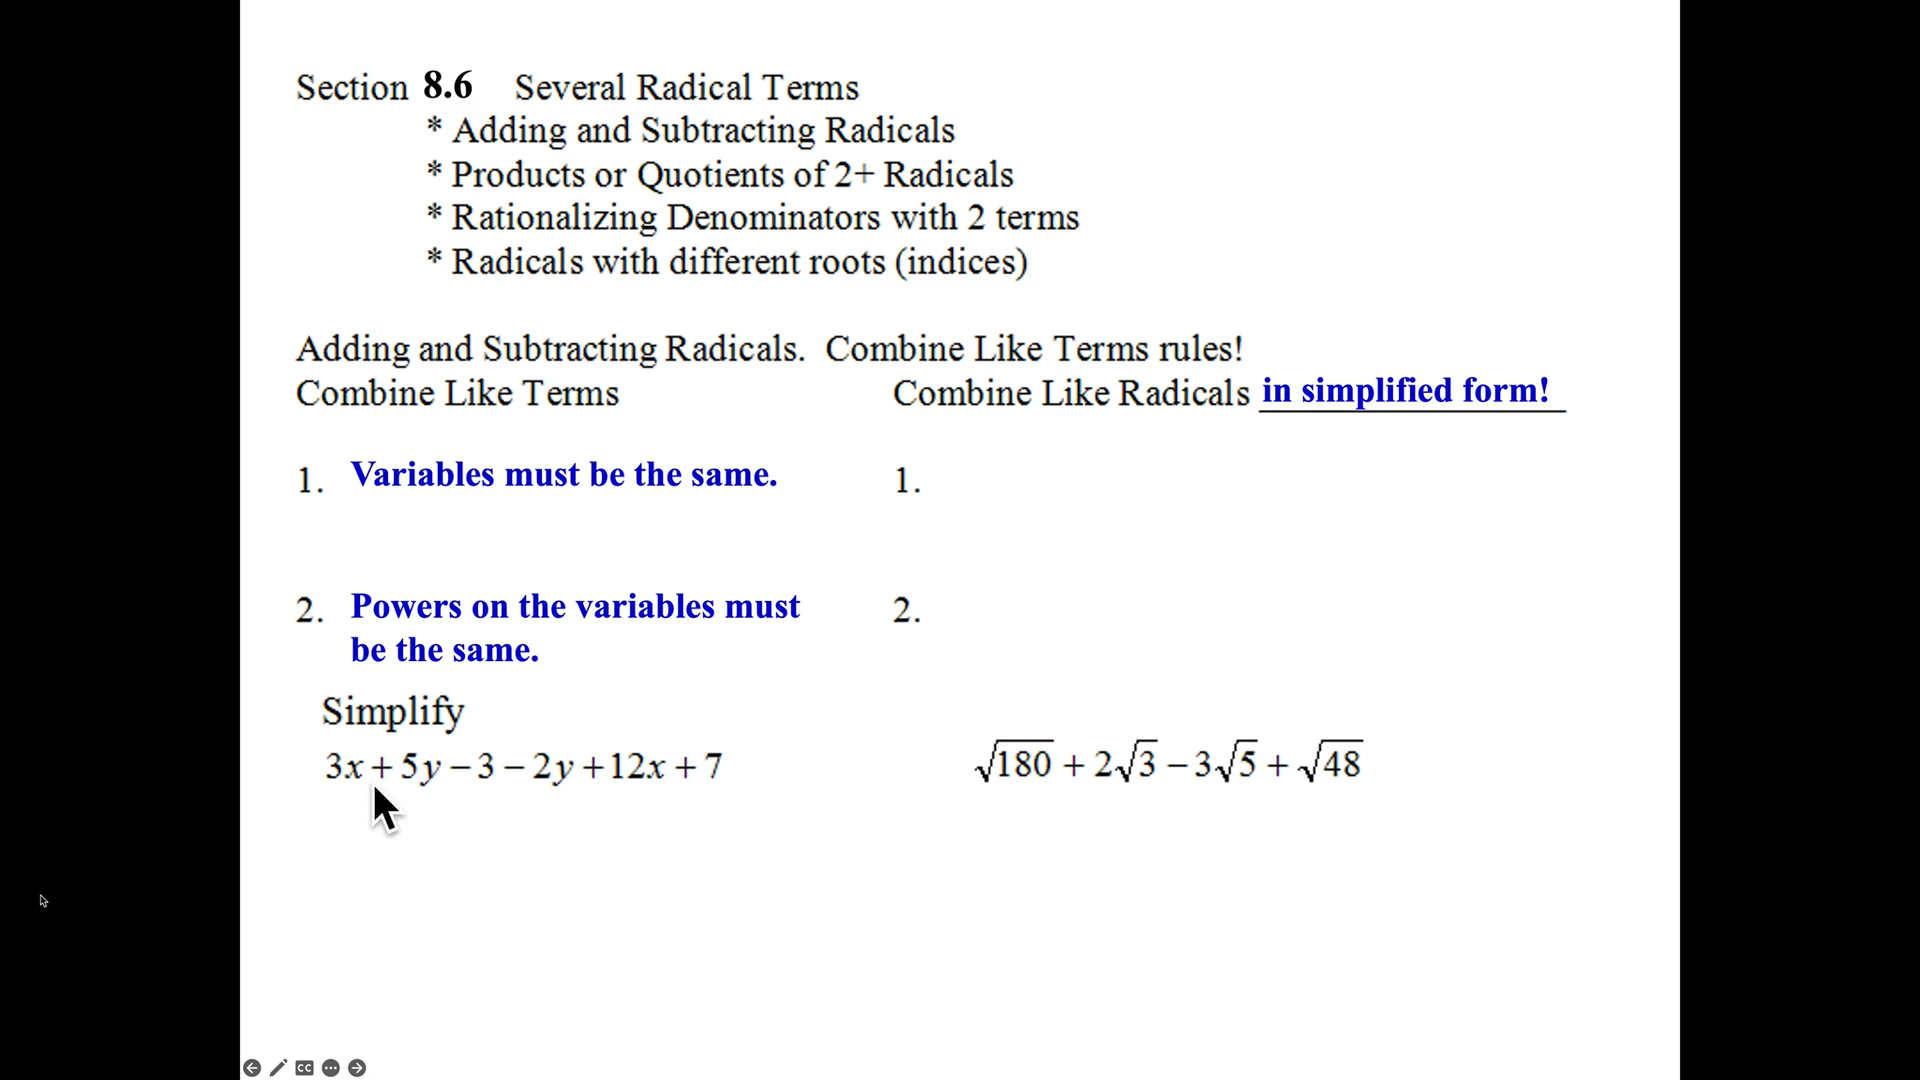 Section 8.6 Several Radical Terms
* Adding and Subtracting Radicals
* Products or Quotients of 2+ Radicals
* Rationalizing Denominators with 2 terms
* Radicals with different roots (indices)
Adding and Subtracting Radicals. Combine Like Terms rules!
Combine Like Terms
Combine Like Radicals in simplified form!
1. Variables must be the same.
1.
2. Powers on the variables must
be the same.
2.
Simplify
3x + 5y − 3 − 2y + 12x + 7
√180 + 2√3 − 3√5 + √48
CC